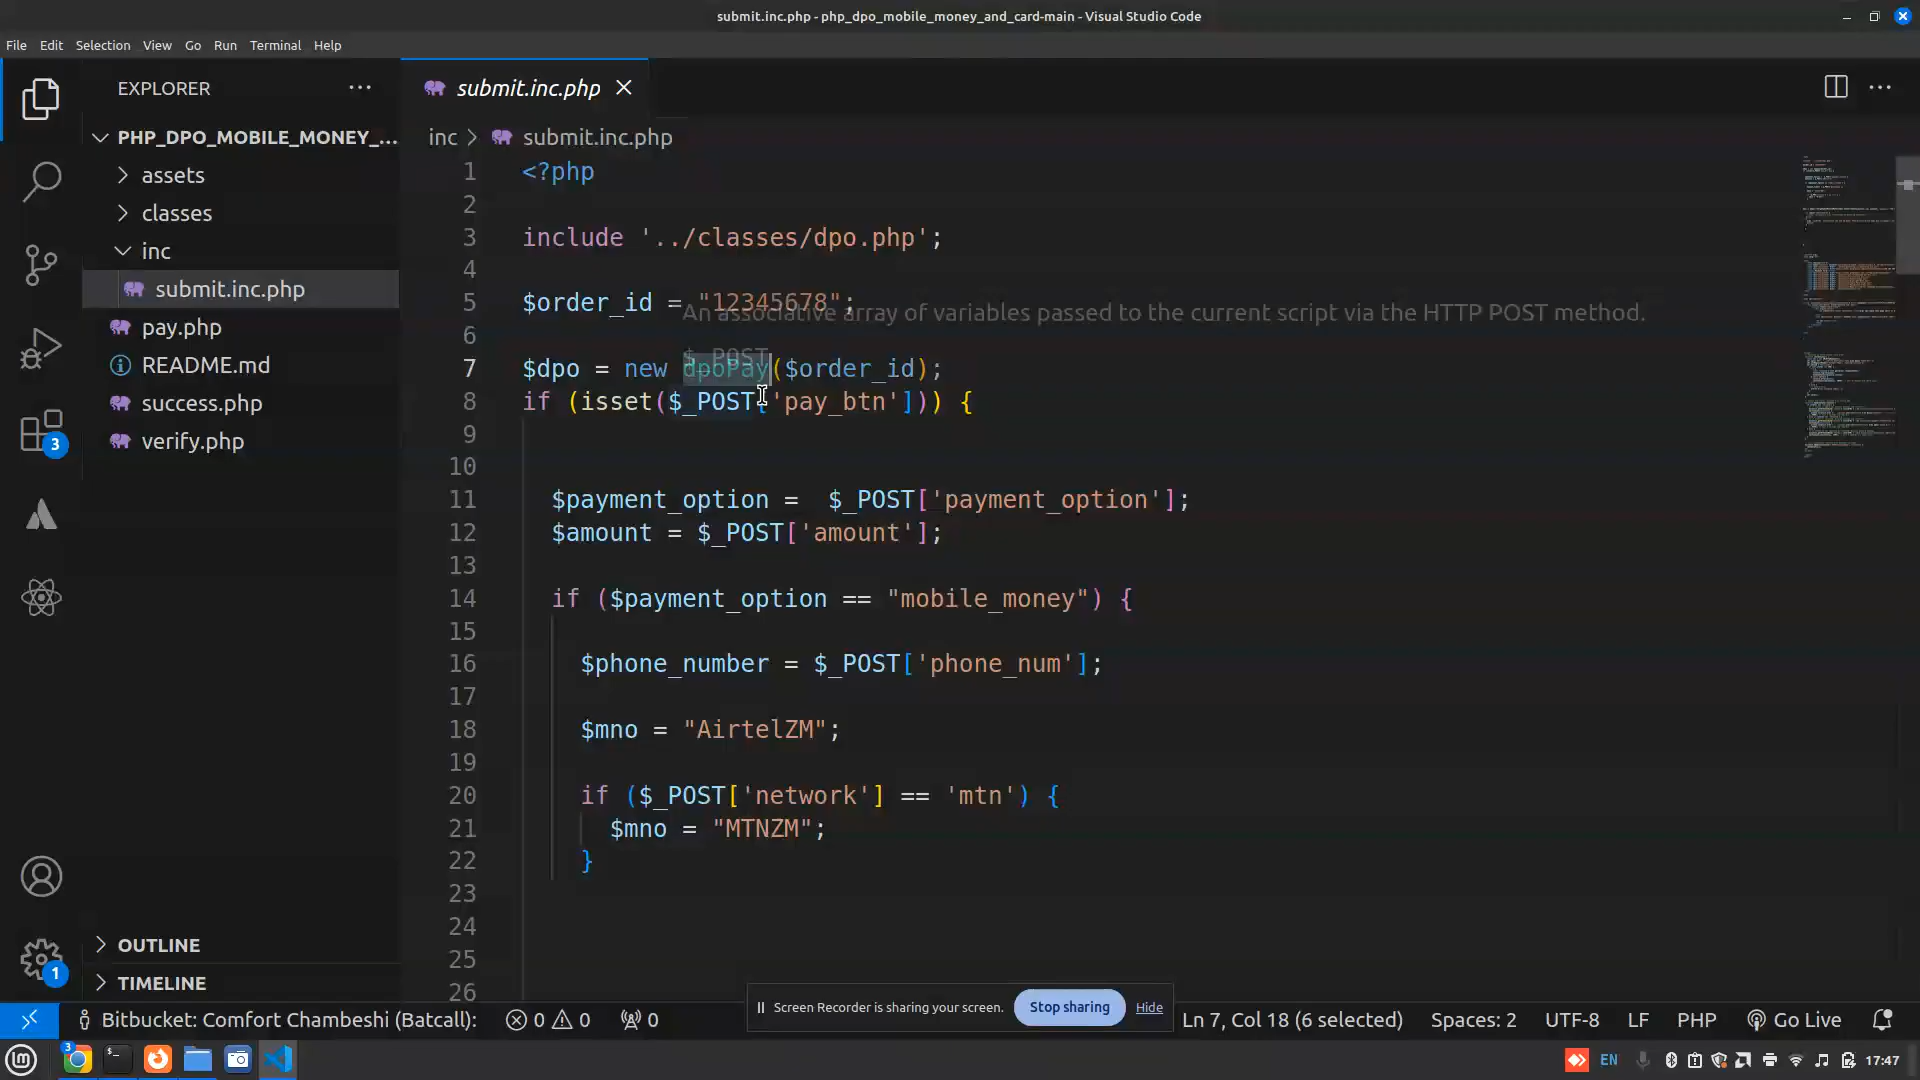 submit.inc.php - php_dpo_mobile_money_and_card-main - Visual Studio Code
File Edit Selection View Go Run Terminal Help
EXPLORER
PHP_DPO_MOBILE_MONEY_...
assets
classes
inc
submit.inc.php
pay.php
README.md
success.php
verify.php
3
OUTLINE
TIMELINE
1
submit.inc.php
inc > submit.inc.php
1 <?php
2
3 include '../classes/dpo.php';
4
5 $order_id = "12345678";
An associative array of variables passed to the current script via the HTTP POST method.
6
$_POST
7 $dpo = new dpoPay($order_id);
8 if (isset($_POST['pay_btn'])) {
9
10
11 $payment_option =  $_POST['payment_option'];
12 $amount = $_POST['amount'];
13
14 if ($payment_option == "mobile_money") {
15
16 $phone_number = $_POST['phone_num'];
17
18 $mno = "AirtelZM";
19
20 if ($_POST['network'] == 'mtn') {
21 $mno = "MTNZM";
22 }
23
24
25
26
Screen Recorder is sharing your screen. Stop sharing Hide
Bitbucket: Comfort Chambeshi (Batcall): 0 0 0 Ln 7, Col 18 (6 selected) Spaces: 2 UTF-8 LF PHP Go Live
3 EN 17:47